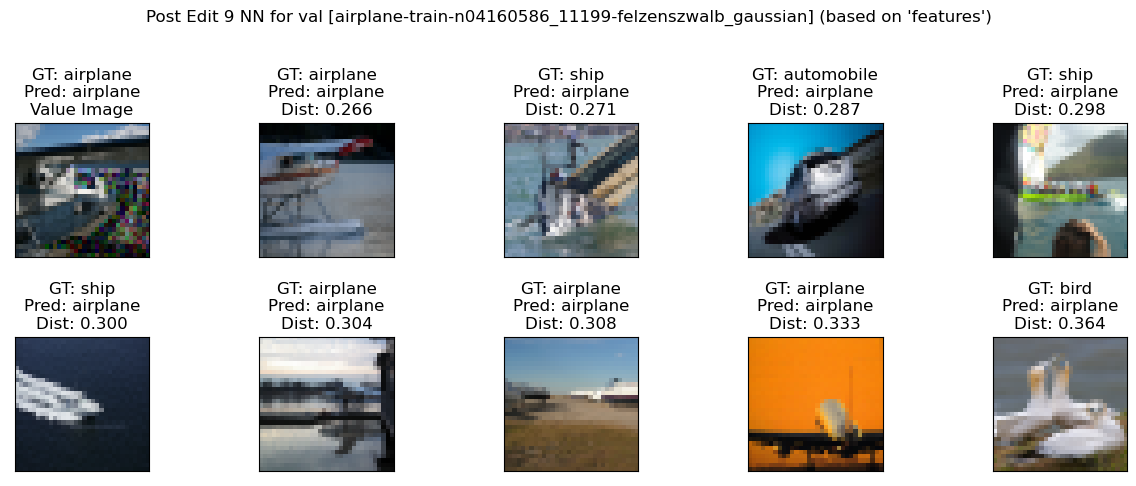 Post Edit 9 NN for val [airplane-train-n04160586_11199-felzenszwalb_gaussian] (based on 'features')
GT: airplane
Pred: airplane
Value Image
GT: airplane
Pred: airplane
Dist: 0.266
GT: ship
Pred: airplane
Dist: 0.271
GT: automobile
Pred: airplane
Dist: 0.287
GT: ship
Pred: airplane
Dist: 0.298
GT: ship
Pred: airplane
Dist: 0.300
GT: airplane
Pred: airplane
Dist: 0.304
GT: airplane
Pred: airplane
Dist: 0.308
GT: airplane
Pred: airplane
Dist: 0.333
GT: bird
Pred: airplane
Dist: 0.364